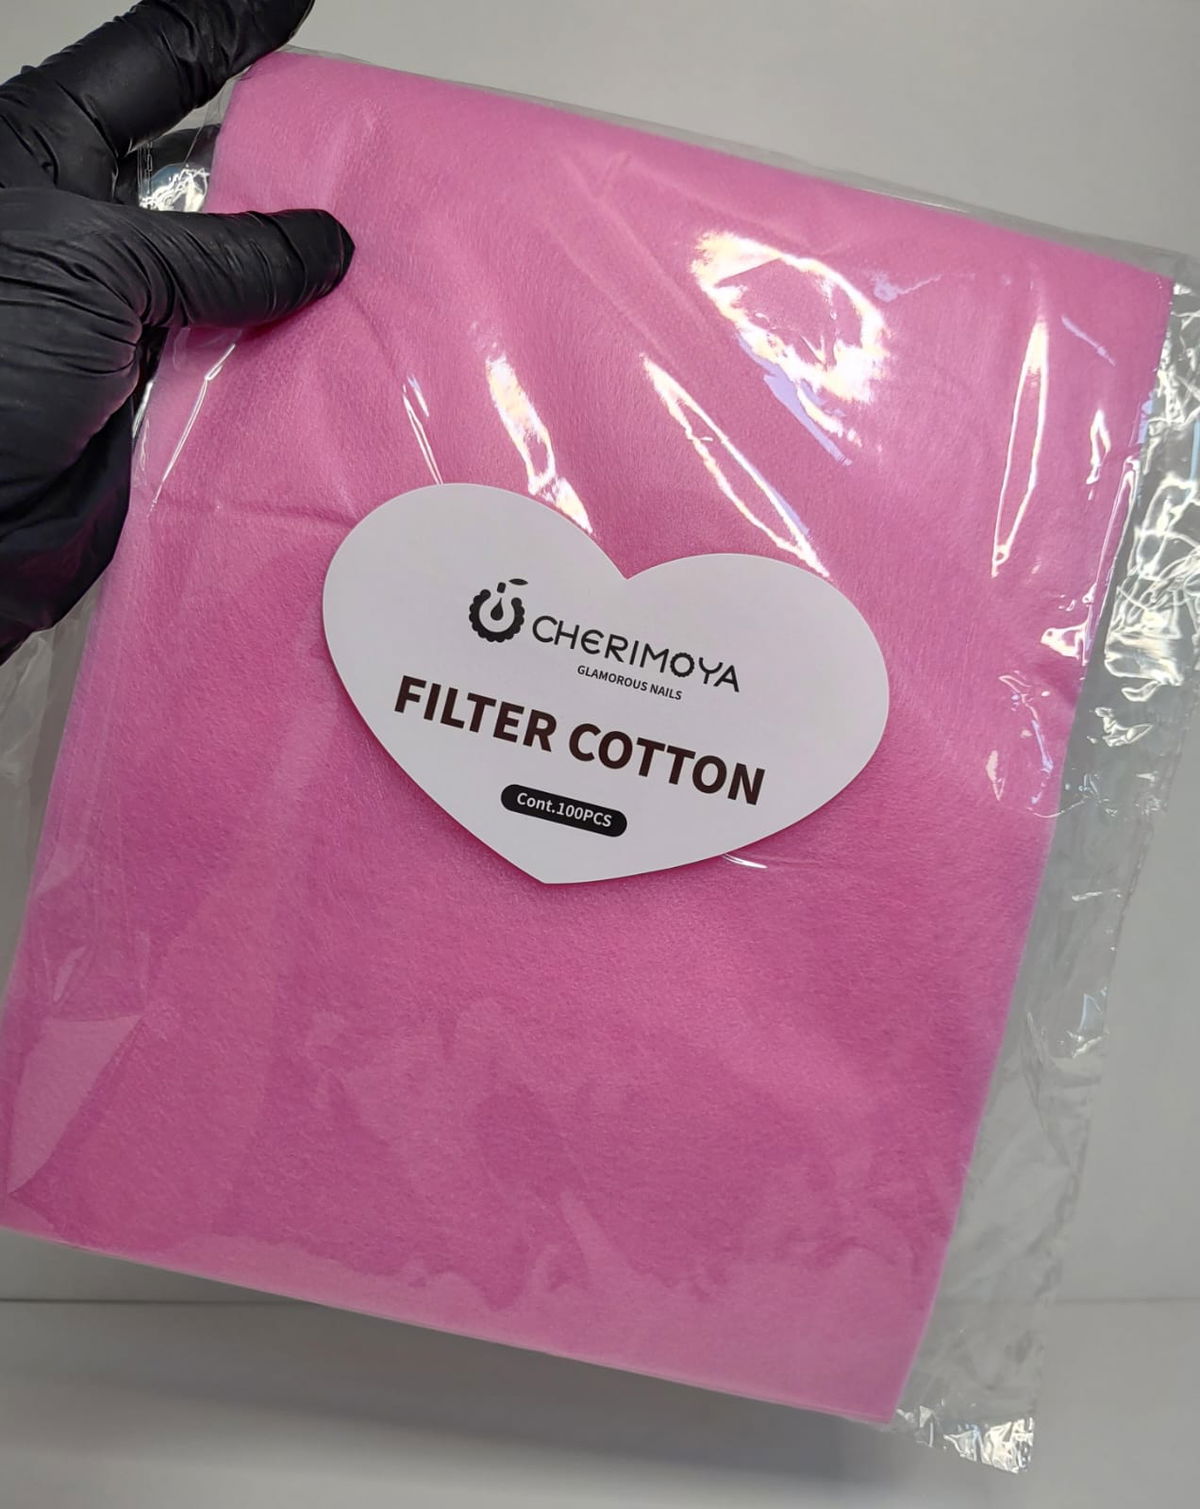 CHERIMOYA
GLAMOROUS NAILS
FILTER COTTON
Cont.100PCS